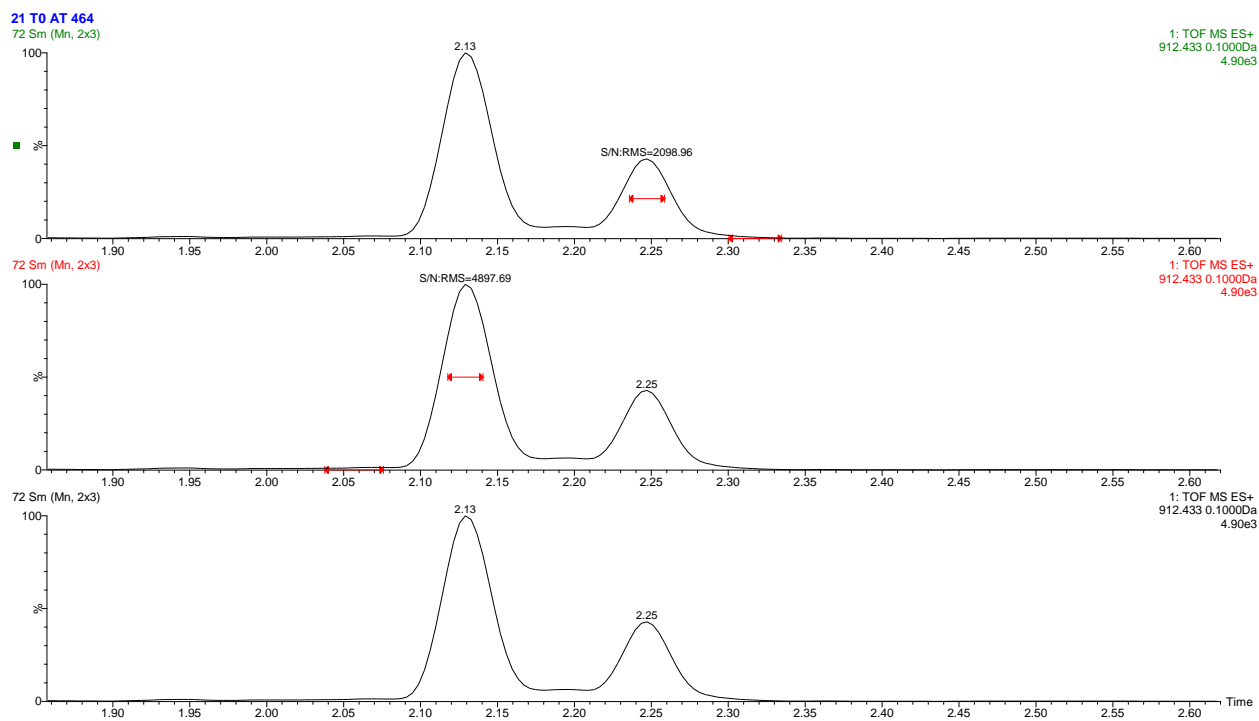 21 T0 AT 464
72 Sm (Mn, 2x3)
1: TOF MS ES+
912.433 0.1000Da
4.90e3
100
%
0
2.13
S/N:RMS=2098.96
1.90 1.95 2.00 2.05 2.10 2.15 2.20 2.25 2.30 2.35 2.40 2.45 2.50 2.55 2.60
72 Sm (Mn, 2x3)
1: TOF MS ES+
912.433 0.1000Da
4.90e3
100
%
0
S/N:RMS=4897.69
2.25
1.90 1.95 2.00 2.05 2.10 2.15 2.20 2.25 2.30 2.35 2.40 2.45 2.50 2.55 2.60
72 Sm (Mn, 2x3)
1: TOF MS ES+
912.433 0.1000Da
4.90e3
100
%
0
2.13
2.25
Time
1.90 1.95 2.00 2.05 2.10 2.15 2.20 2.25 2.30 2.35 2.40 2.45 2.50 2.55 2.60